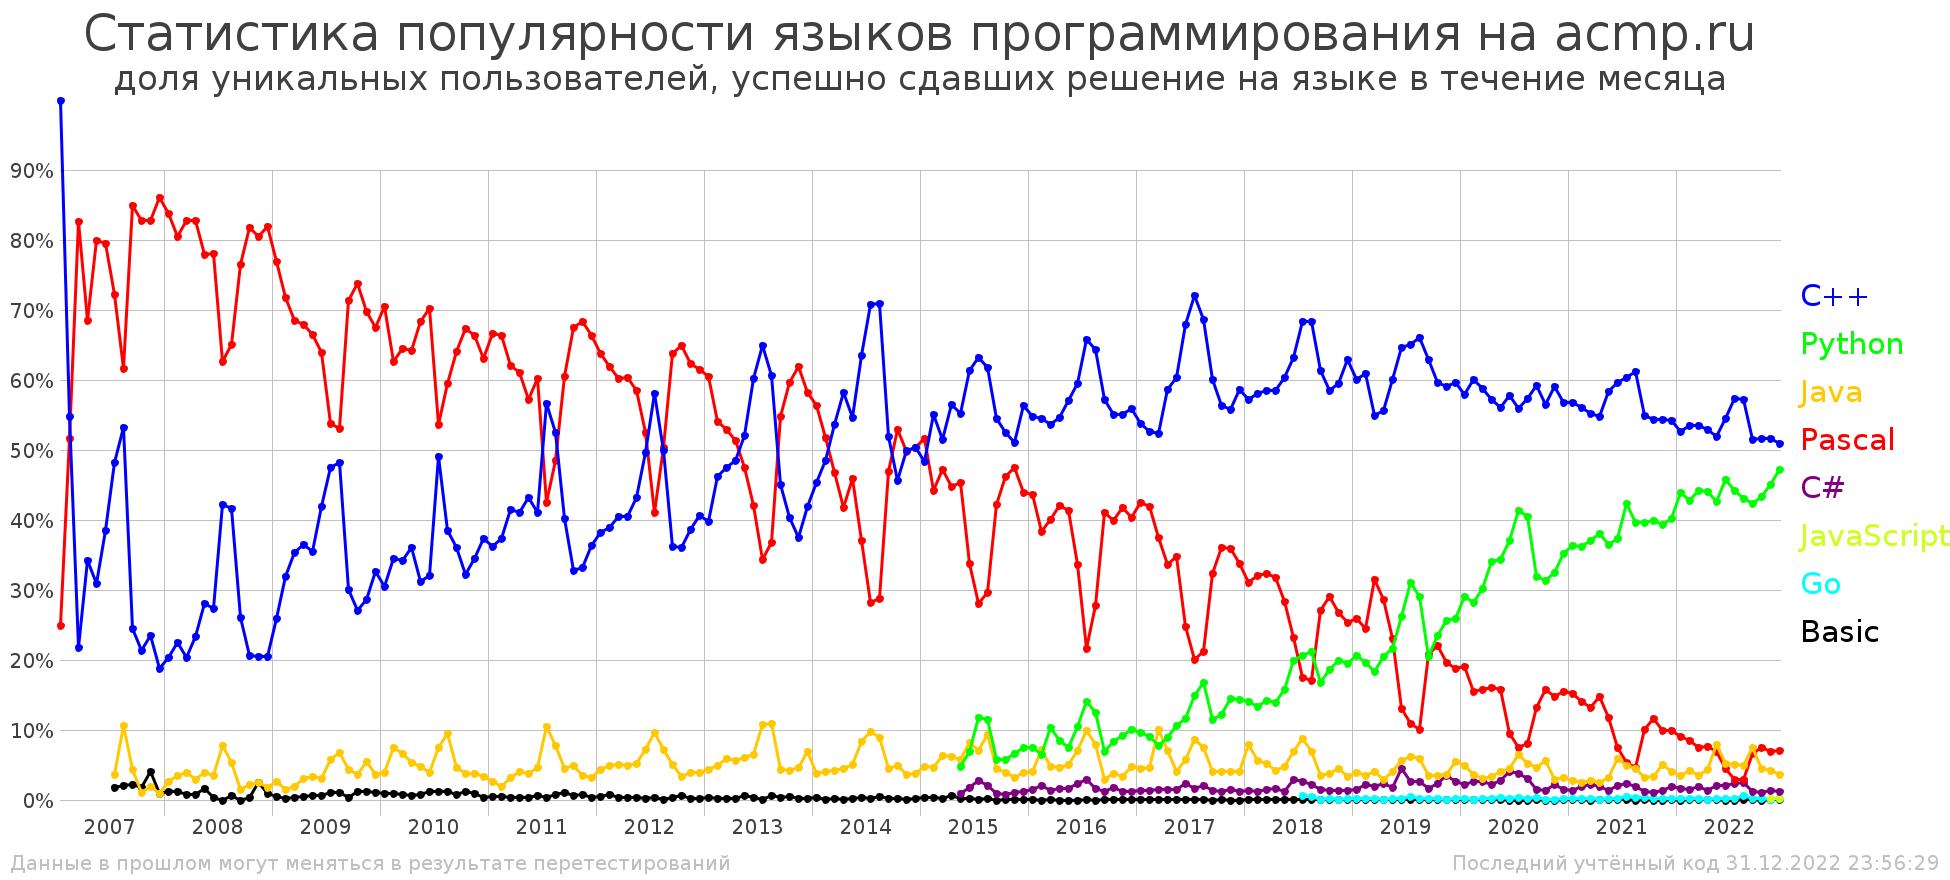 Статистика популярности языков программирования на acmp.ru
доля уникальных пользователей, успешно сдавших решение на языке в течение месяца
90%
80%
70%
60%
50%
40%
30%
20%
10%
0%
2007 2008 2009 2010 2011 2012 2013 2014 2015 2016 2017 2018 2019 2020 2021 2022
C++
Python
Java
Pascal
C#
JavaScript
Go
Basic
Данные в прошлом могут меняться в результате перетестирований
Последний учтённый код 31.12.2022 23:56:29